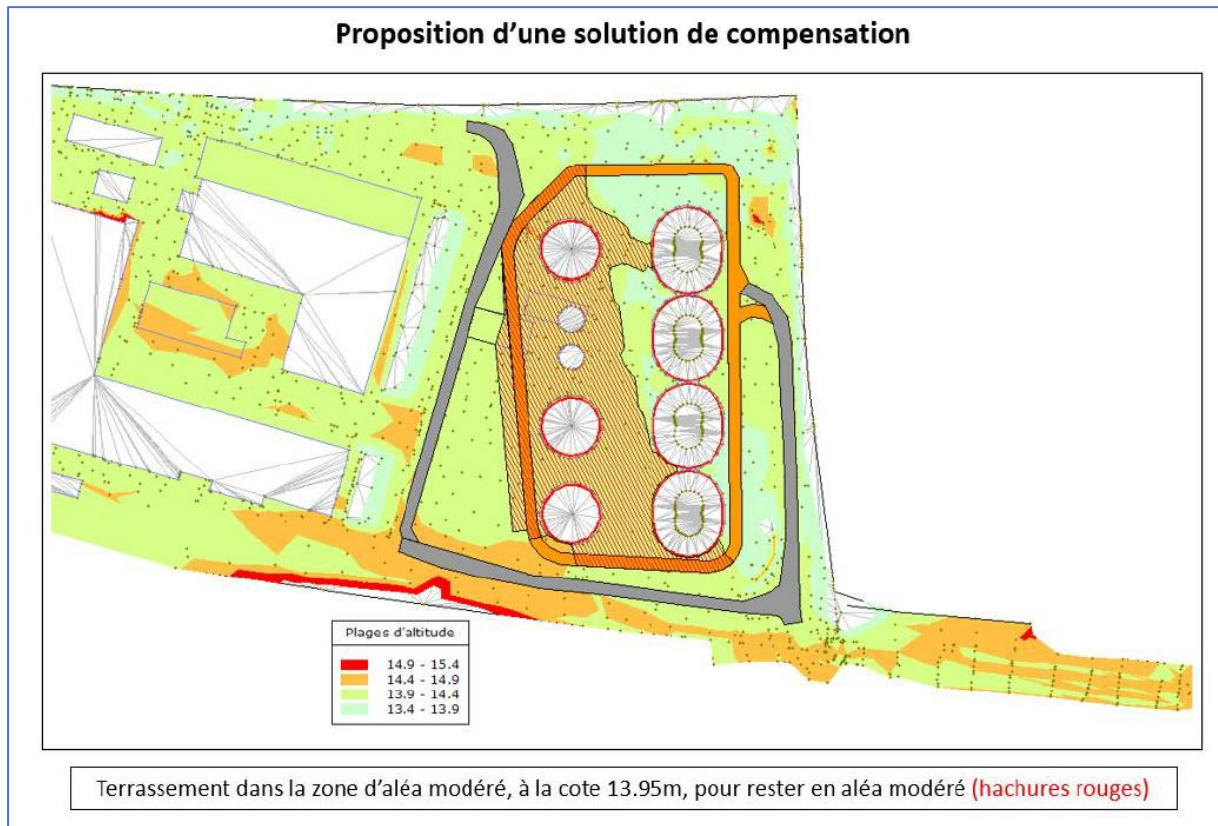 Proposition d’une solution de compensation
Plages d’altitude
14.9 - 15.4
14.4 - 14.9
13.9 - 14.4
13.4 - 13.9
Terrassement dans la zone d’aléa modéré, à la cote 13.95m, pour rester en aléa modéré (hachures rouges)